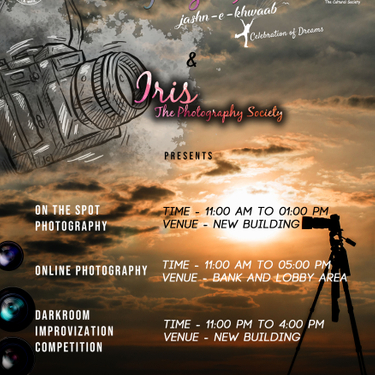 The Cultural Society
jashn-e-khwaab
Celebration of Dreams
&
Iris
The Photography Society
PRESENTS
ON THE SPOT
PHOTOGRAPHY
TIME - 11:00 AM TO 01:00 PM
VENUE - NEW BUILDING
ONLINE PHOTOGRAPHY
TIME - 11:00 AM TO 05:00 PM
VENUE - BANK AND LOBBY AREA
DARKROOM
IMPROVIZATION
COMPETITION
TIME - 11:00 PM TO 4:00 PM
VENUE - NEW BUILDING